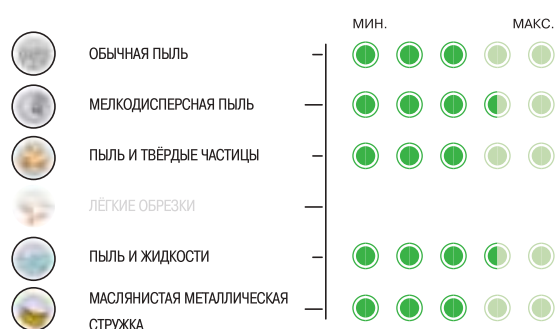 МИН. МАКС.
ОБЫЧНАЯ ПЫЛЬ
МЕЛКОДИСПЕРСНАЯ ПЫЛЬ
ПЫЛЬ И ТВЁРДЫЕ ЧАСТИЦЫ
ЛЁГКИЕ ОБРЕЗКИ
ПЫЛЬ И ЖИДКОСТИ
МАСЛЯНИСТАЯ МЕТАЛЛИЧЕСКАЯ
СТРУЖКА